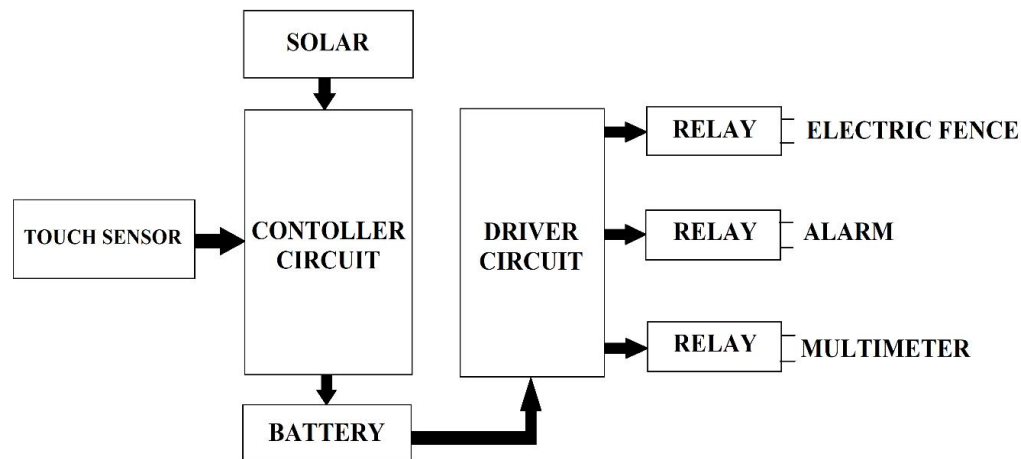 SOLAR
TOUCH SENSOR
CONTOLLER
CIRCUIT
BATTERY
DRIVER
CIRCUIT
RELAY
ELECTRIC FENCE
RELAY
ALARM
RELAY
MULTIMETER